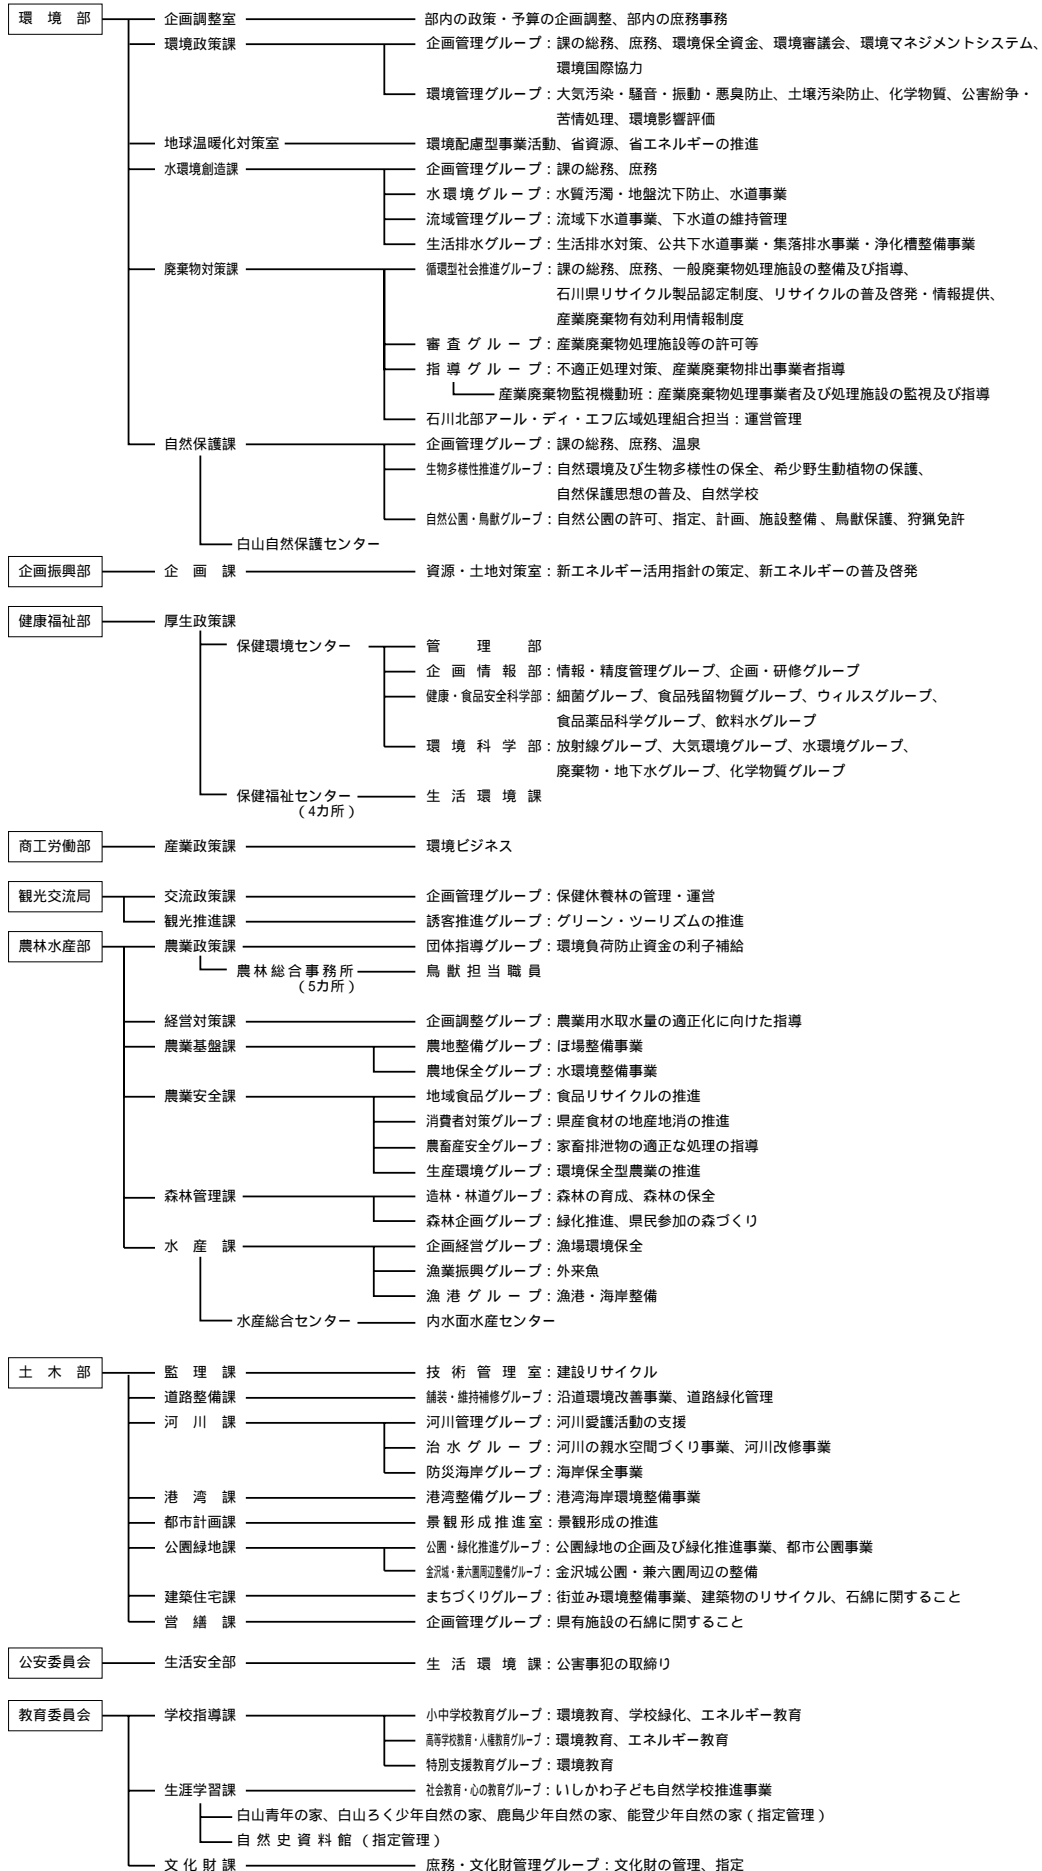 環境部 企画調整室 部内の政策・予算の企画調整、部内の庶務事務
環境政策課 企画管理グループ：課の総務、庶務、環境保全資金、環境審議会、環境マネジメントシステム、
環境国際協力
環境管理グループ：大気汚染・騒音・振動・悪臭防止、土壌汚染防止、化学物質、公害紛争・
苦情処理、環境影響評価
地球温暖化対策室 環境配慮型事業活動、省資源、省エネルギーの推進
水環境創造課 企画管理グループ：課の総務、庶務
水環境グループ：水質汚濁・地盤沈下防止、水道事業
流域管理グループ：流域下水道事業、下水道の維持管理
生活排水グループ：生活排水対策、公共下水道事業・集落排水事業・浄化槽整備事業
廃棄物対策課 循環型社会推進グループ：課の総務、庶務、一般廃棄物処理施設の整備及び指導、
石川県リサイクル製品認定制度、リサイクルの普及啓発・情報提供、
産業廃棄物有効利用情報制度
審査グループ：産業廃棄物処理施設等の許可等
指導グループ：不適正処理対策、産業廃棄物排出事業者指導
産業廃棄物監視機動班：産業廃棄物処理事業者及び処理施設の監視及び指導
石川北部アール・ディ・エフ広域処理組合担当：運営管理
自然保護課 企画管理グループ：課の総務、庶務、温泉
生物多様性推進グループ：自然環境及び生物多様性の保全、希少野生動植物の保護、
自然保護思想の普及、自然学校
自然公園・鳥獣グループ：自然公園の許可、指定、計画、施設整備、鳥獣保護、狩猟免許
白山自然保護センター
企画振興部 企画課 資源・土地対策室：新エネルギー活用指針の策定、新エネルギーの普及啓発
健康福祉部 厚生政策課
保健環境センター 管理部
企画情報部：情報・精度管理グループ、企画・研修グループ
健康・食品安全科学部：細菌グループ、食品残留物質グループ、ウィルスグループ、
食品薬品科学グループ、飲料水グループ
環境科学部：放射線グループ、大気環境グループ、水環境グループ、
廃棄物・地下水グループ、化学物質グループ
保健福祉センター 生活環境課
（4カ所）
商工労働部 産業政策課 環境ビジネス
観光交流局 交流政策課 企画管理グループ：保健休養林の管理・運営
観光推進課 誘客推進グループ：グリーン・ツーリズムの推進
農林水産部 農業政策課 団体指導グループ：環境負荷防止資金の利子補給
農林総合事務所 鳥獣担当職員
（5カ所）
経営対策課 企画調整グループ：農業用水取水量の適正化に向けた指導
農業基盤課 農地整備グループ：ほ場整備事業
農地保全グループ：水環境整備事業
農業安全課 地域食品グループ：食品リサイクルの推進
消費者対策グループ：県産食材の地産地消の推進
農畜産安全グループ：家畜排泄物の適正な処理の指導
生産環境グループ：環境保全型農業の推進
森林管理課 造林・林道グループ：森林の育成、森林の保全
森林企画グループ：緑化推進、県民参加の森づくり
水産課 企画経営グループ：漁場環境保全
漁業振興グループ：外来魚
漁港グループ：漁港・海岸整備
水産総合センター 内水面水産センター
土木部 監理課 技術管理室：建設リサイクル
道路整備課 舗装・維持補修グループ：沿道環境改善事業、道路緑化管理
河川課 河川管理グループ：河川愛護活動の支援
治水グループ：河川の親水空間づくり事業、河川改修事業
防災海岸グループ：海岸保全事業
港湾課 港湾整備グループ：港湾海岸環境整備事業
都市計画課 景観形成推進室：景観形成の推進
公園緑地課 公園・緑化推進グループ：公園緑地の企画及び緑化推進事業、都市公園事業
金沢城・兼六園周辺整備グループ：金沢城公園・兼六園周辺の整備
建築住宅課 まちづくりグループ：街並み環境整備事業、建築物のリサイクル、石綿に関すること
営繕課 企画管理グループ：県有施設の石綿に関すること
公安委員会 生活安全部 生活環境課：公害事犯の取締り
教育委員会 学校指導課 小中学校教育グループ：環境教育、学校緑化、エネルギー教育
高等学校教育・人権教育グループ：環境教育、エネルギー教育
特別支援教育グループ：環境教育
生涯学習課 社会教育・心の教育グループ：いしかわ子ども自然学校推進事業
白山青年の家、白山ろく少年自然の家、鹿島少年自然の家、能登少年自然の家（指定管理）
自然史資料館（指定管理）
文化財課 庶務・文化財管理グループ：文化財の管理、指定